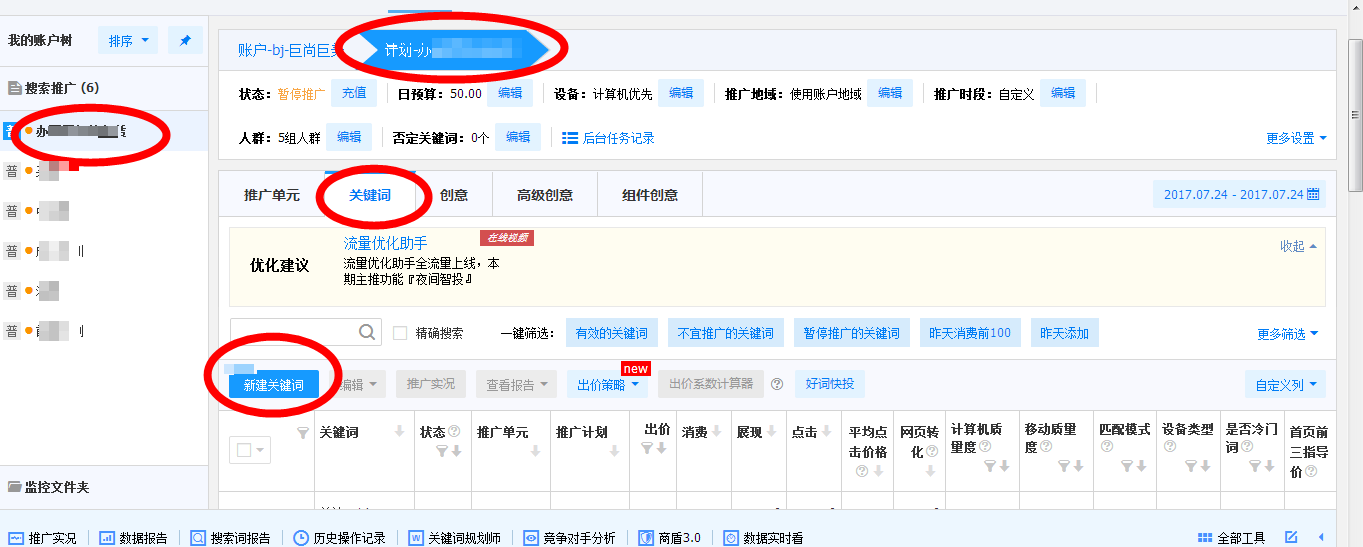 我的账户树 排序
搜索推广 (6)
普 办
普
普
普
普
普
监控文件夹
账户-bj-巨尚巨 计划-办
状态: 暂停推广 充值 日预算: 50.00 编辑 设备: 计算机优先 编辑 推广地域: 使用账户地域 编辑 推广时段: 自定义 编辑
人群: 5组人群 编辑 否定关键词: 0个 编辑 后台任务记录 更多设置
推广单元 关键词 创意 高级创意 组件创意 2017.07.24 - 2017.07.24
优化建议 流量优化助手 在线视频 收起
流量优化助手全流量上线，本
期主推功能『夜间智投』
精确搜索 一键筛选: 有效的关键词 不宜推广的关键词 暂停推广的关键词 昨天消费前100 昨天添加 更多筛选
新建关键词 编辑 推广实况 查看报告 出价策略 new 出价系数计算器 好词快投 自定义列
关键词 状态 推广单元 推广计划 出价 消费 展现 点击 平均点击价格 网页转化 计算机质量度 移动质量度 匹配模式 设备类型 是否冷门词 首页前三指导价
推广实况 数据报告 搜索词报告 历史操作记录 关键词规划师 竞争对手分析 商盾3.0 数据实时看 全部工具